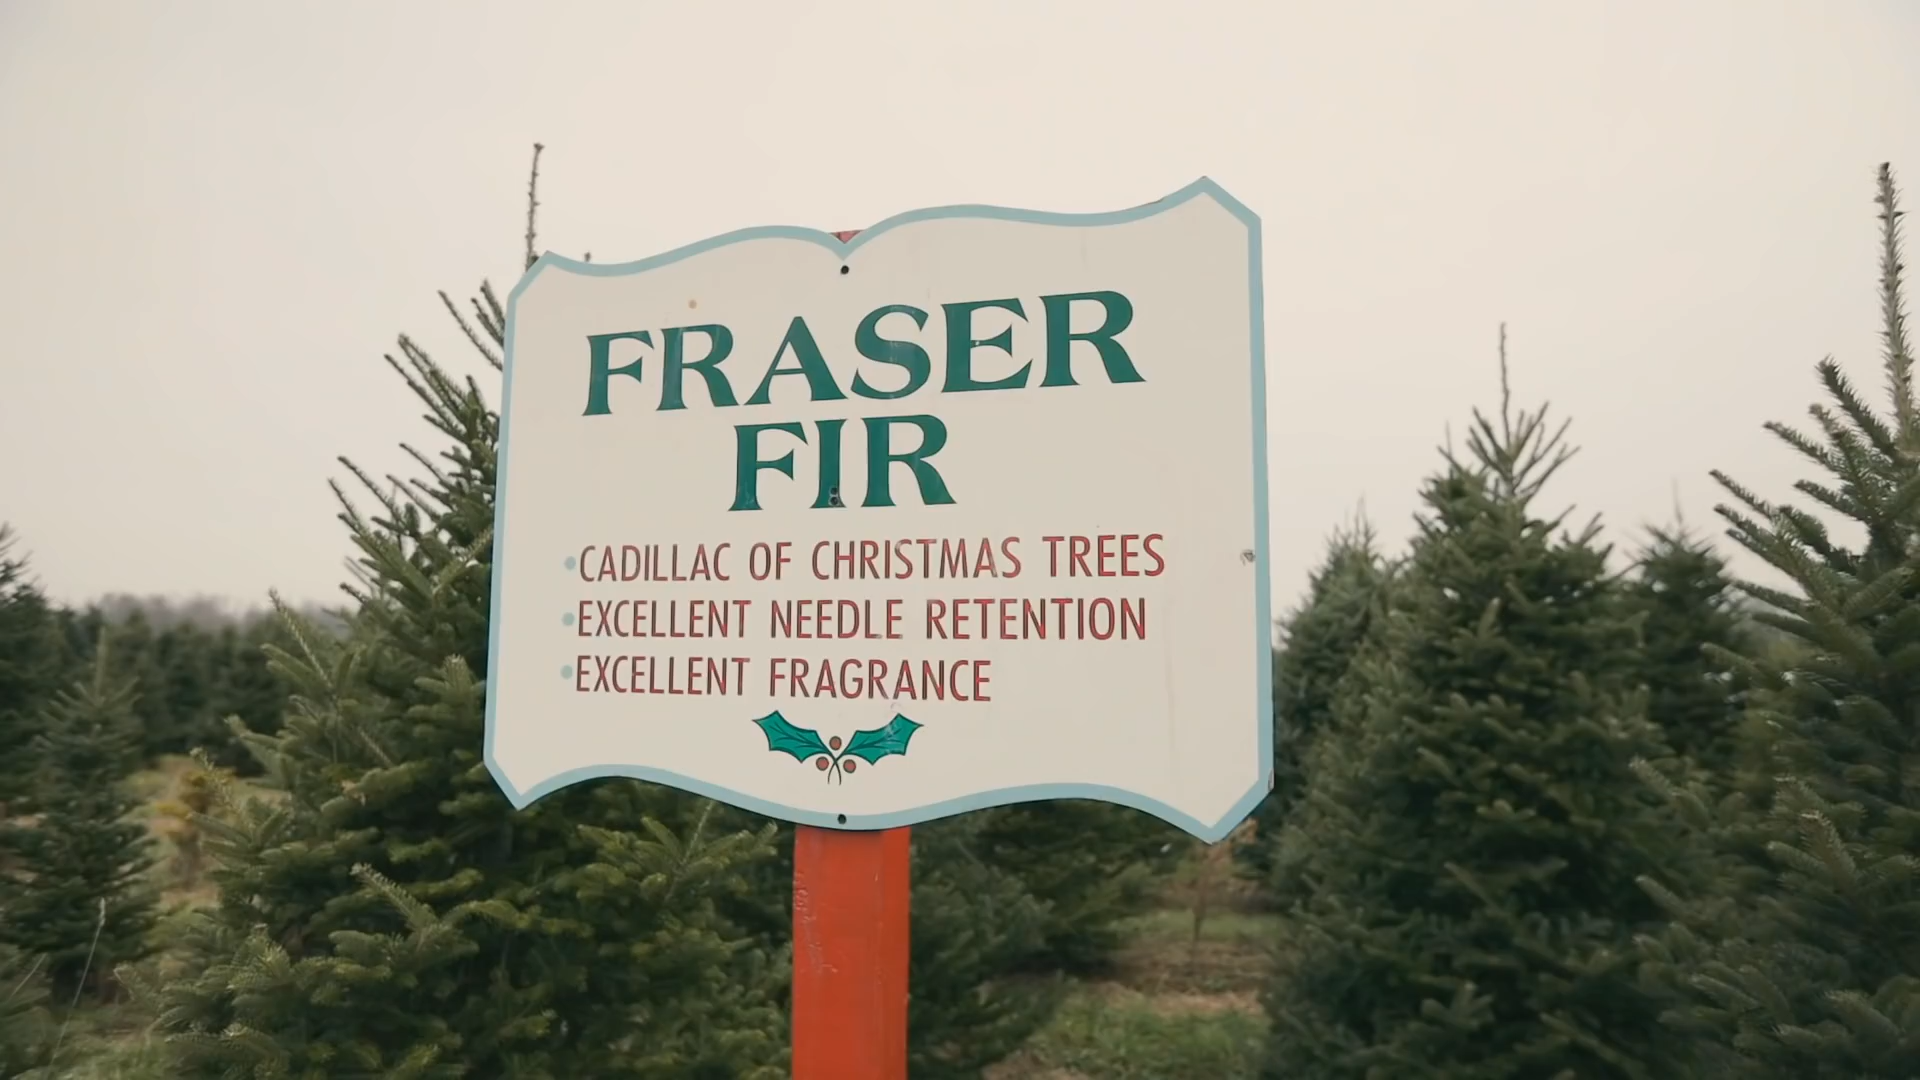 FRASER
FIR
•CADILLAC OF CHRISTMAS TREES
•EXCELLENT NEEDLE RETENTION
•EXCELLENT FRAGRANCE